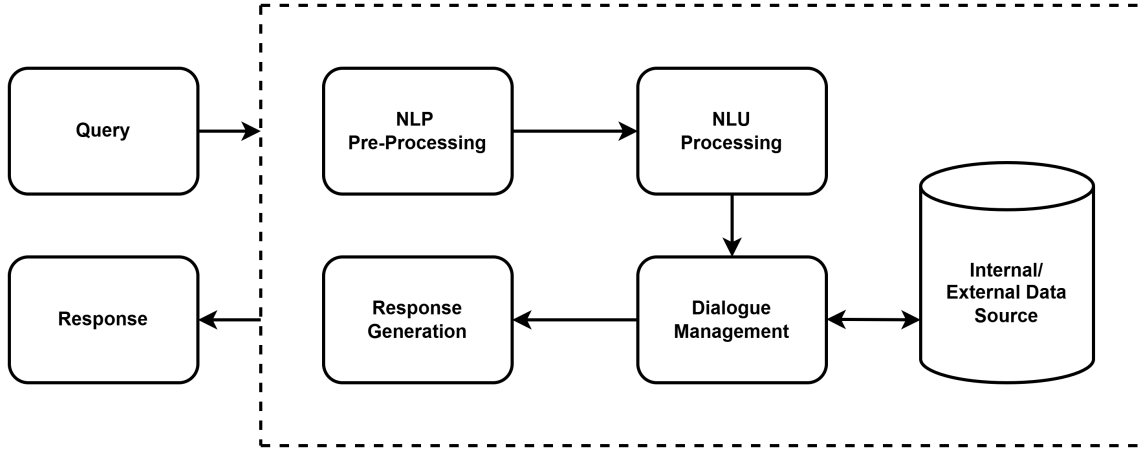 Query
NLP
Pre-Processing
NLU
Processing
Response
Response
Generation
Dialogue
Management
Internal/
External Data
Source